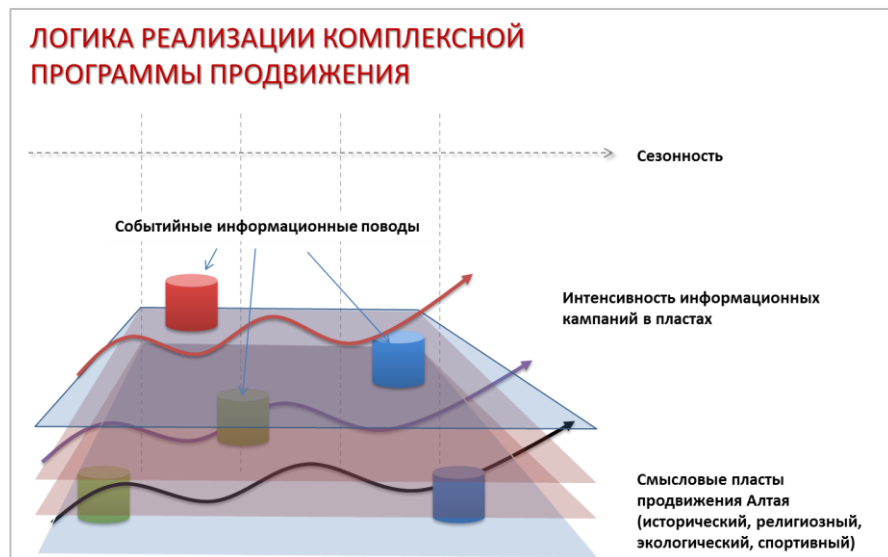 ЛОГИКА РЕАЛИЗАЦИИ КОМПЛЕКСНОЙ
ПРОГРАММЫ ПРОДВИЖЕНИЯ
Сезонность
Событийные информационные поводы
Интенсивность информационных
кампаний в пластах
Смысловые пласты
продвижения Алтая
(исторический, религиозный,
экологический, спортивный)